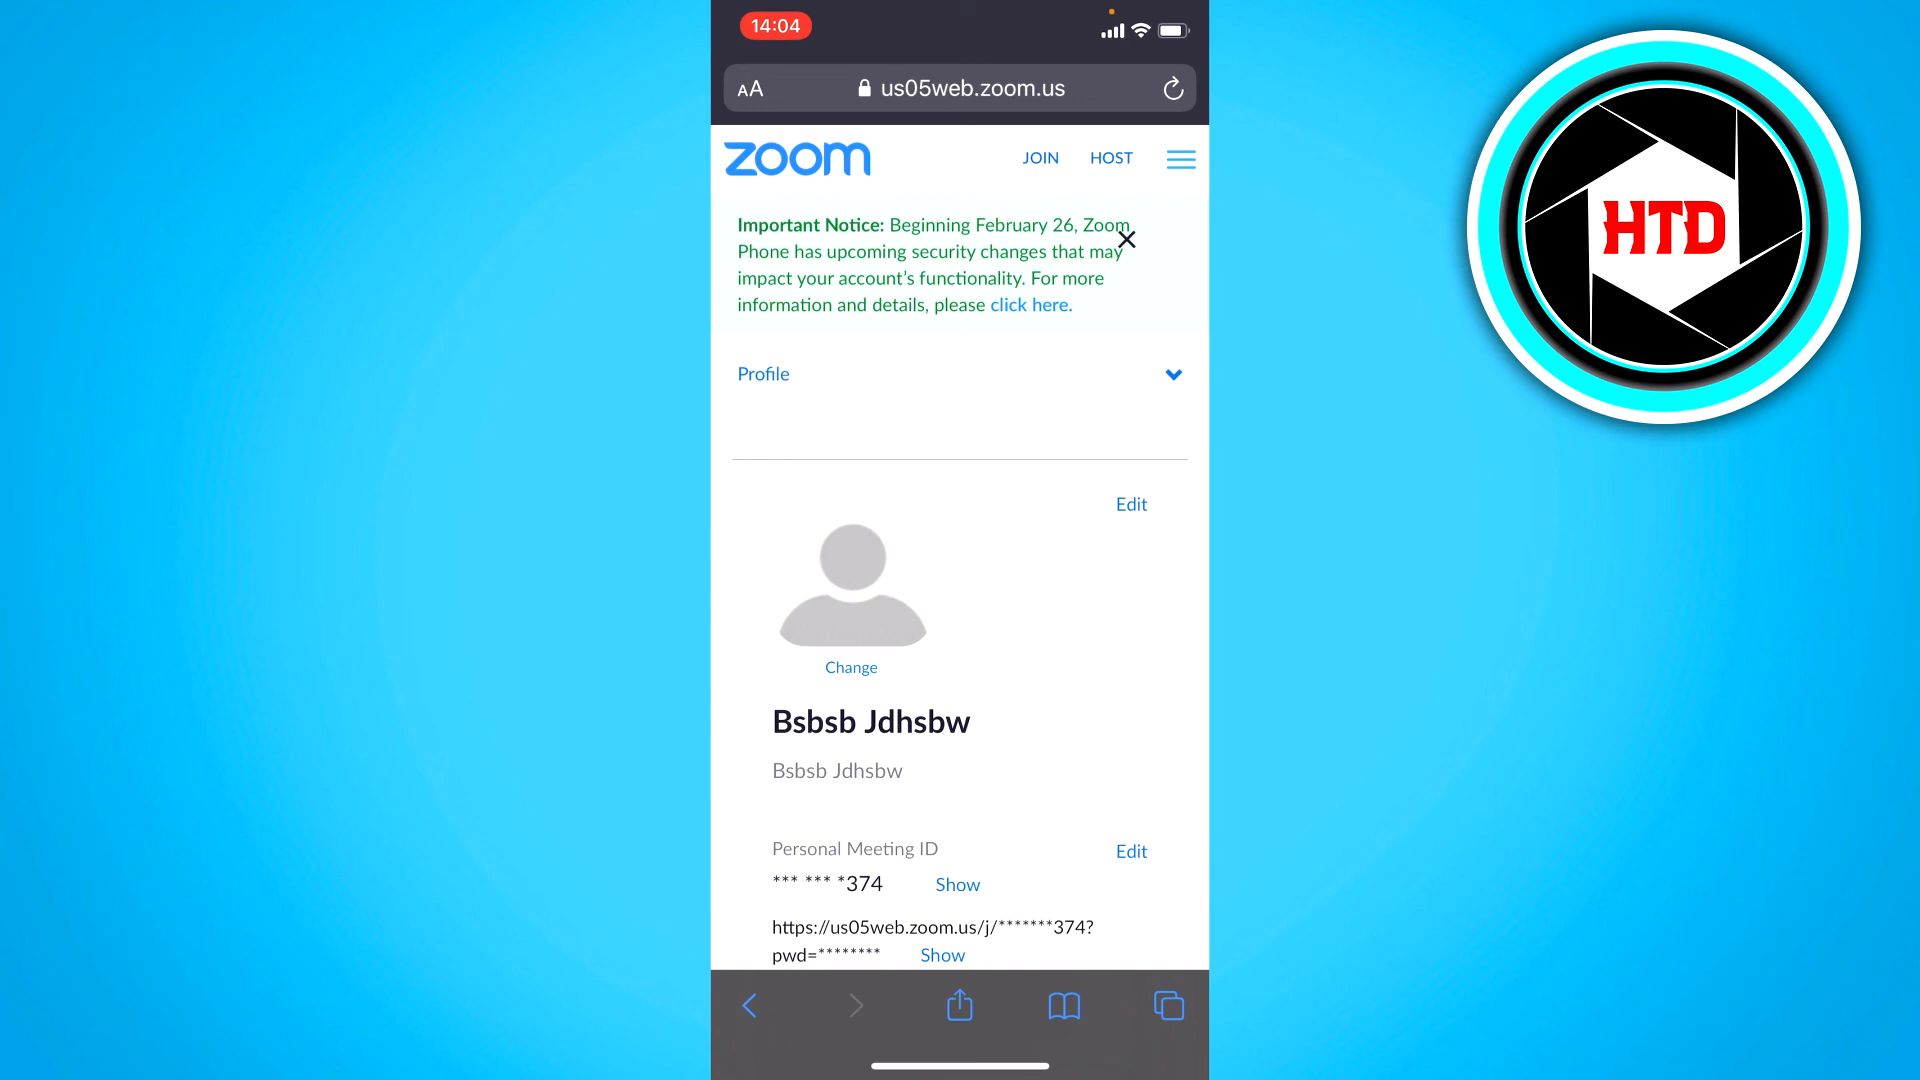 14:04
AA
us05web.zoom.us
zoom
JOIN
HOST
Important Notice: Beginning February 26, Zoom
Phone has upcoming security changes that may
impact your account's functionality. For more
information and details, please click here.
Profile
Edit
Change
Bsbsb Jdhsbw
Bsbsb Jdhsbw
Personal Meeting ID
Edit
*** *** *374
Show
https://us05web.zoom.us/j/*******374?
pwd=********
Show
HTD